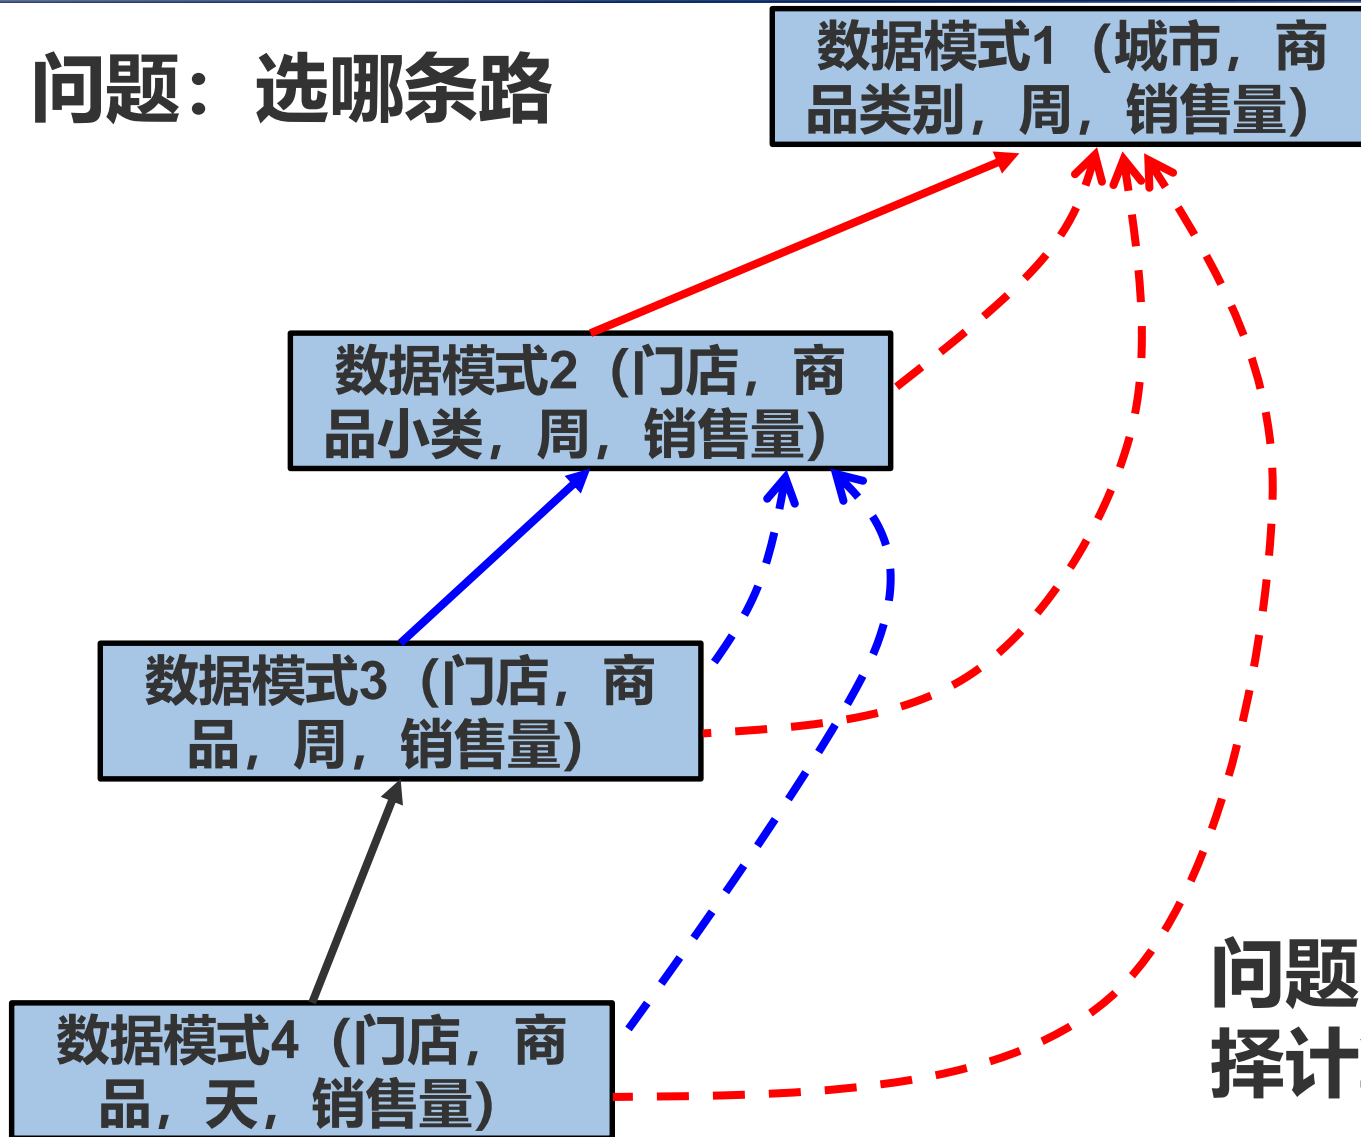 问题：选哪条路
数据模式1（城市，商
品类别，周，销售量）
数据模式2（门店，商
品小类，周，销售量）
数据模式3（门店，商
品，周，销售量）
数据模式4（门店，商
品，天，销售量）
问题
择计